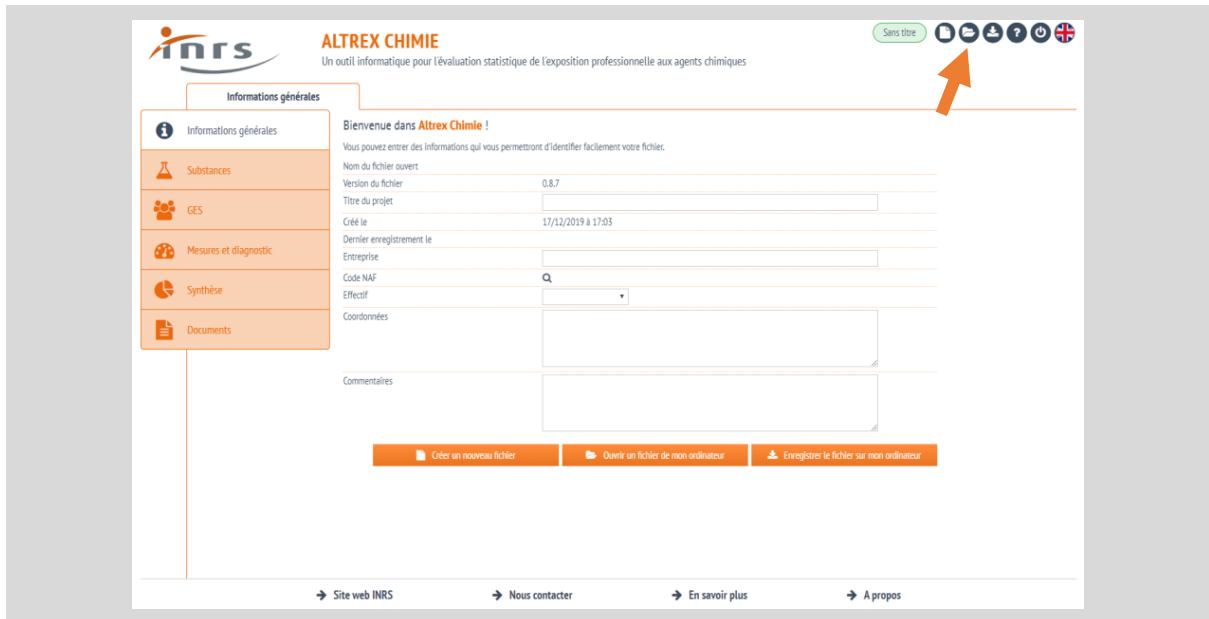 inrs
ALTREX CHIMIE
Un outil informatique pour l'évaluation statistique de l'exposition professionnelle aux agents chimiques
Sans titre
?
Informations générales
Informations générales
Substances
GES
Mesures et diagnostic
Synthèse
Documents
Bienvenue dans Altrex Chimie !
Vous pouvez entrer des informations qui vous permettront d'identifier facilement votre fichier.
Nom du fichier ouvert
Version du fichier 0.8.7
Titre du projet
Créé le 17/12/2019 à 17:03
Dernier enregistrement le
Entreprise
Code NAF
Effectif
Coordonnées
Commentaires
Créer un nouveau fichier Ouvrir un fichier de mon ordinateur Enregistrer le fichier sur mon ordinateur
Site web INRS Nous contacter En savoir plus A propos